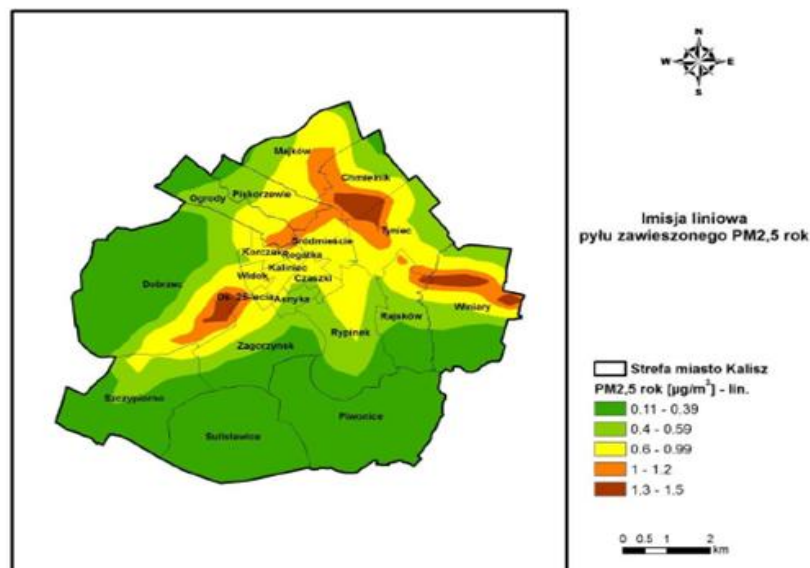 N
W E
S
Imisja liniowa
pyłu zawieszonego PM2,5 rok
Majków
Chmielnik
Piskorzewie
Ogrody
Tyniec
Śródmieście
Korczak Rogatka
Kaliniec
Widok
Czaszki
Dobrzec
Winiary
Asnyka
Rajsków
Rypinek
Zagorzynek
Szczypiorno
Piwonice
Sulisławice
Strefa miasto Kalisz
PM2,5 rok [µg/m³] - lin.
0.11 - 0.39
0.4 - 0.59
0.6 - 0.99
1 - 1.2
1.3 - 1.5
0 0.5 1 2
km